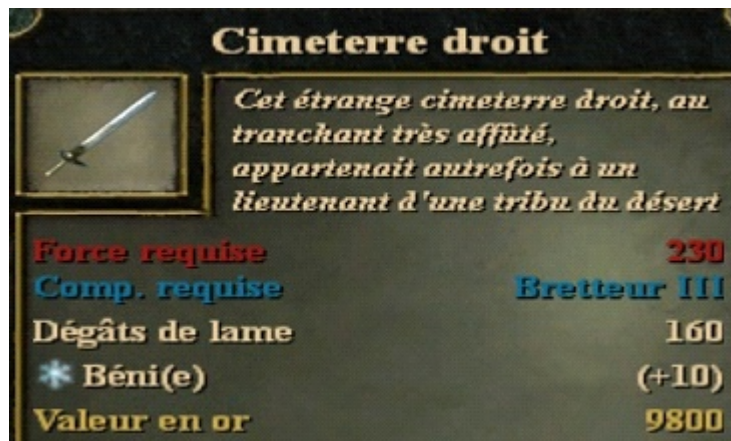 Cimeterre droit
Cet étrange cimeterre droit, au
tranchant très affûté,
appartenait autrefois à un
lieutenant d'une tribu du désert
Force requise 230
Comp. requise Bretteur III
Dégâts de lame 160
Béni(e) (+10)
Valeur en or 9800